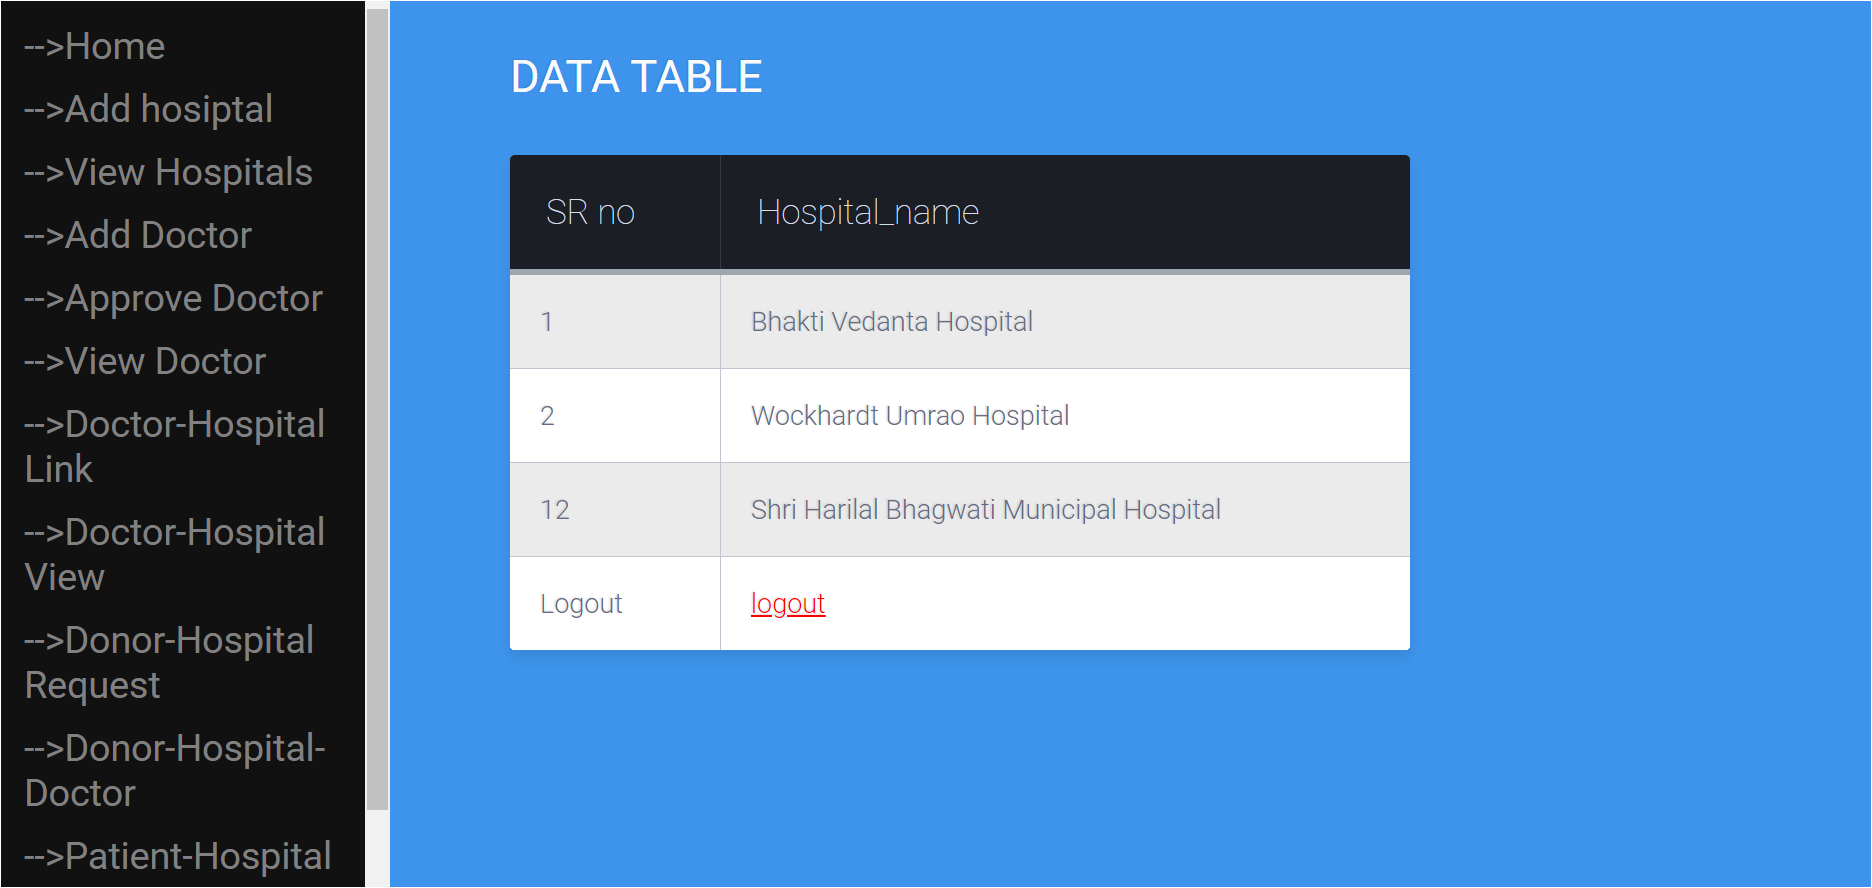 -->Home
-->Add hosiptal
-->View Hospitals
-->Add Doctor
-->Approve Doctor
-->View Doctor
-->Doctor-Hospital
Link
-->Doctor-Hospital
View
-->Donor-Hospital
Request
-->Donor-Hospital-
Doctor
-->Patient-Hospital
DATA TABLE
SR no Hospital_name
1 Bhakti Vedanta Hospital
2 Wockhardt Umrao Hospital
12 Shri Harilal Bhagwati Municipal Hospital
Logout logout